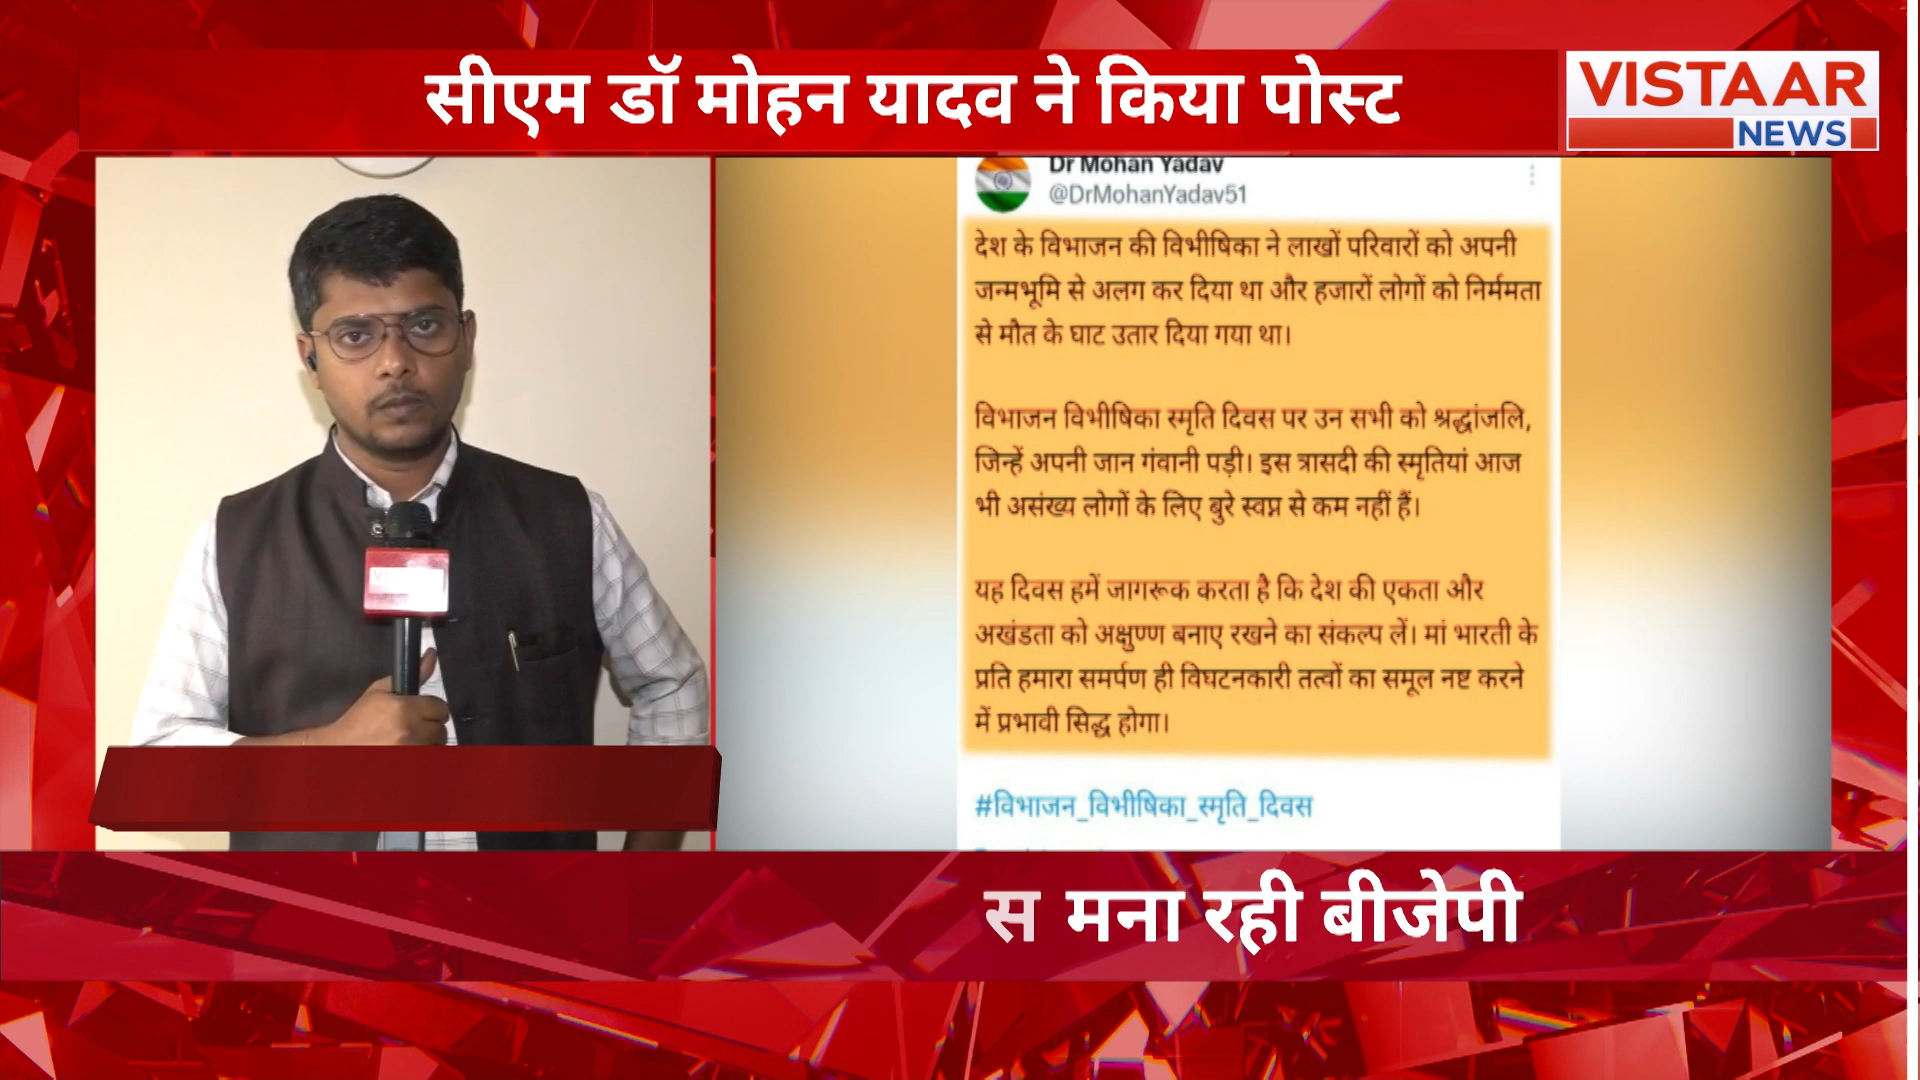 सीएम डॉ मोहन यादव ने किया पोस्ट
VISTAAR
NEWS
Dr Mohan Yadav
@DrMohanYadav51
देश के विभाजन की विभीषिका ने लाखों परिवारों को अपनी
जन्मभूमि से अलग कर दिया था और हजारों लोगों को निर्ममता
से मौत के घाट उतार दिया गया था।
विभाजन विभीषिका स्मृति दिवस पर उन सभी को श्रद्धांजलि,
जिन्हें अपनी जान गंवानी पड़ी। इस त्रासदी की स्मृतियां आज
भी असंख्य लोगों के लिए बुरे स्वप्न से कम नहीं हैं।
यह दिवस हमें जागरूक करता है कि देश की एकता और
अखंडता को अक्षुण्ण बनाए रखने का संकल्प लें। मां भारती के
प्रति हमारा समर्पण ही विघटनकारी तत्वों का समूल नष्ट करने
में प्रभावी सिद्ध होगा।
#विभाजन_विभीषिका_स्मृति_दिवस
स मना रही बीजेपी